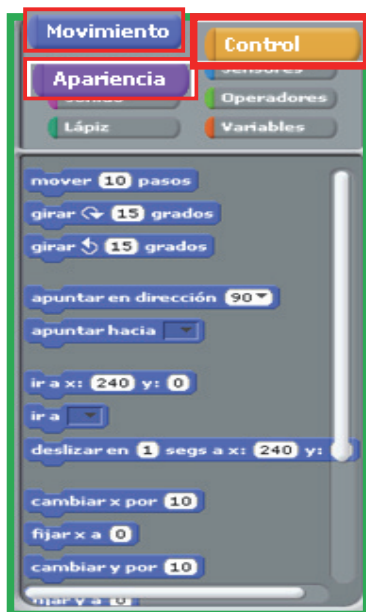 Movimiento
Control
Apariencia
Operadores
Lápiz
Variables
mover 10 pasos
girar 15 grados
girar 15 grados
apuntar en dirección 90
apuntar hacia
ir a x: 240 y: 0
ir a
deslizar en 1 segs a x: 240 y:
cambiar x por 10
fijar x a 0
cambiar y por 10
fijar y a 0